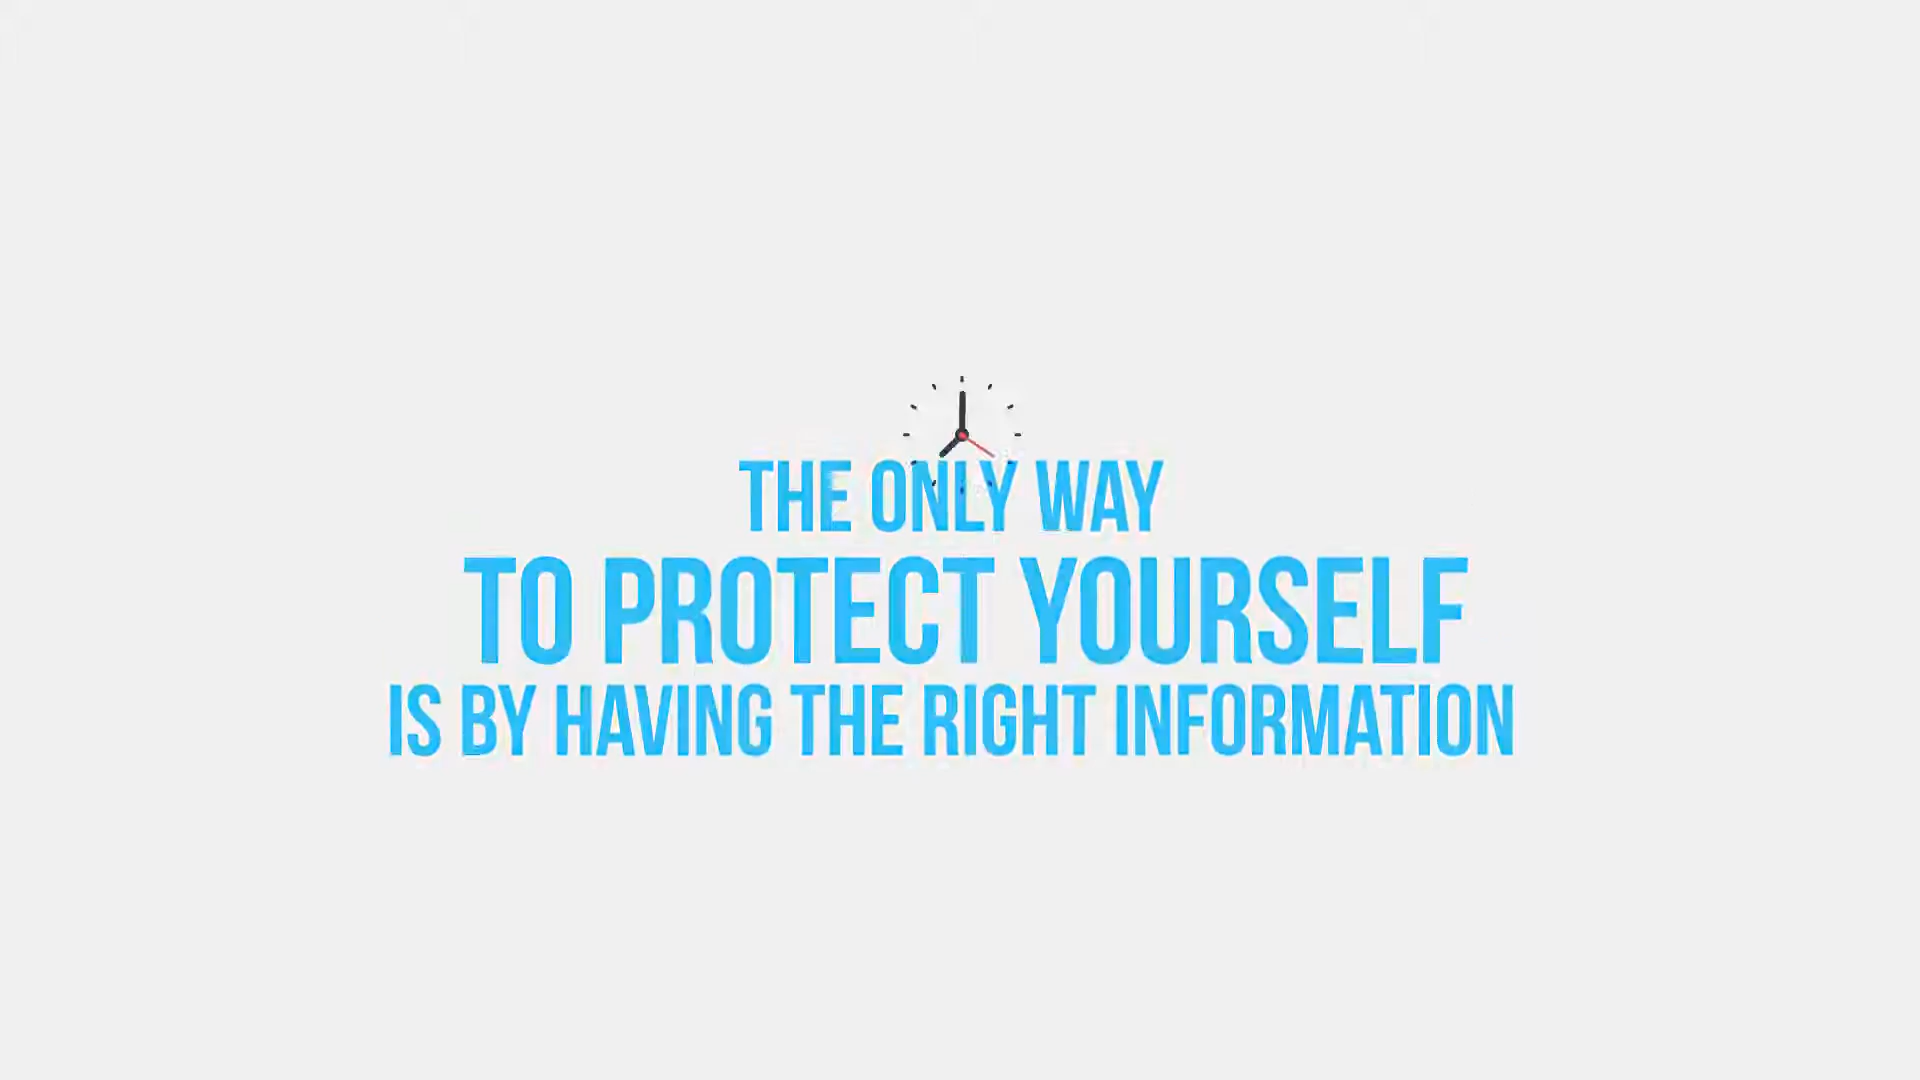 THE ONLY WAY
TO PROTECT YOURSELF
IS BY HAVING THE RIGHT INFORMATION